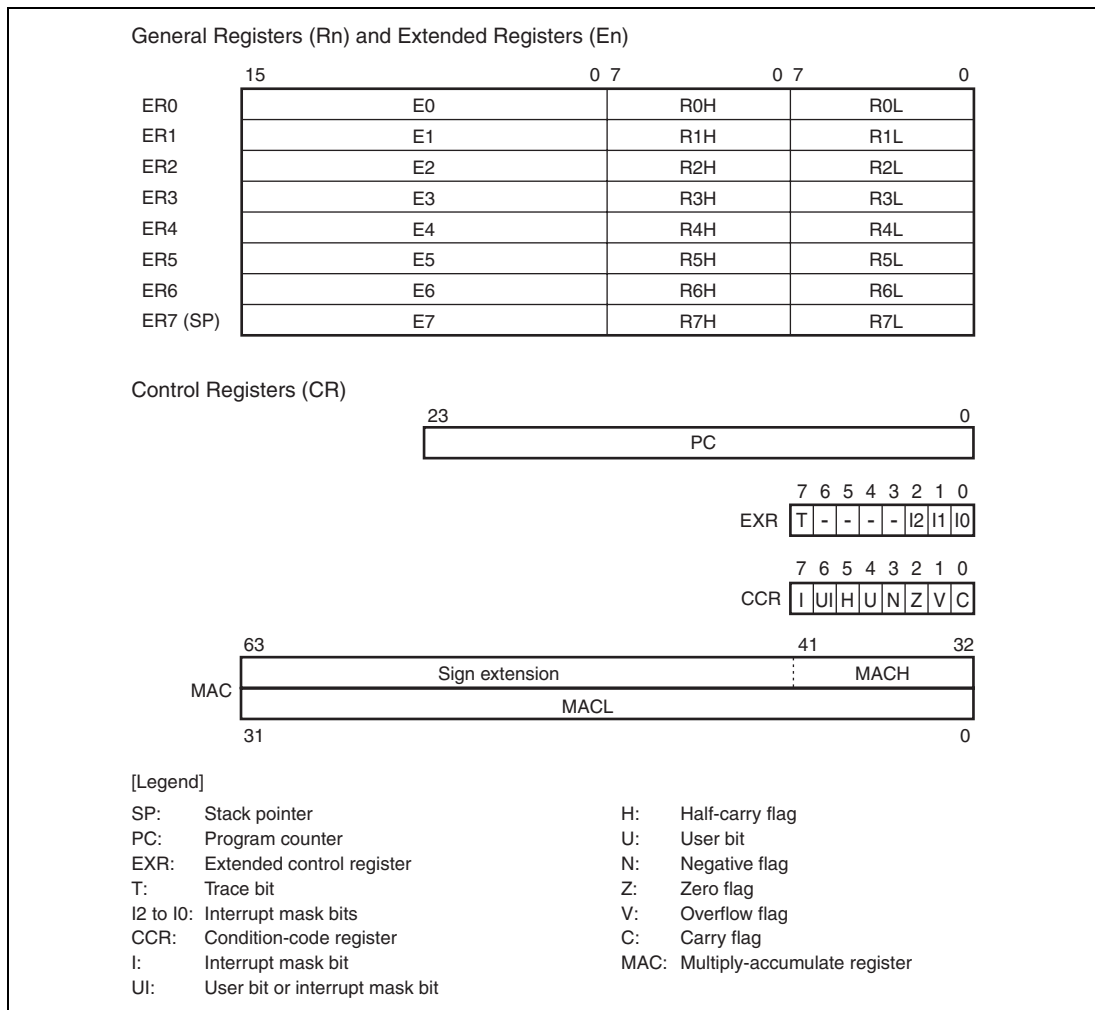 General Registers (Rn) and Extended Registers (En)
15 0 7 0 7 0
ER0 E0 R0H R0L
ER1 E1 R1H R1L
ER2 E2 R2H R2L
ER3 E3 R3H R3L
ER4 E4 R4H R4L
ER5 E5 R5H R5L
ER6 E6 R6H R6L
ER7 (SP) E7 R7H R7L
Control Registers (CR)
23 0
PC
7 6 5 4 3 2 1 0
EXR T - - - - I2 I1 I0
7 6 5 4 3 2 1 0
CCR I UI H U N Z V C
63 41 32
Sign extension MACH
MAC
MACL
31 0
[Legend]
SP: Stack pointer
PC: Program counter
EXR: Extended control register
T: Trace bit
I2 to I0: Interrupt mask bits
CCR: Condition-code register
I: Interrupt mask bit
UI: User bit or interrupt mask bit
H: Half-carry flag
U: User bit
N: Negative flag
Z: Zero flag
V: Overflow flag
C: Carry flag
MAC: Multiply-accumulate register